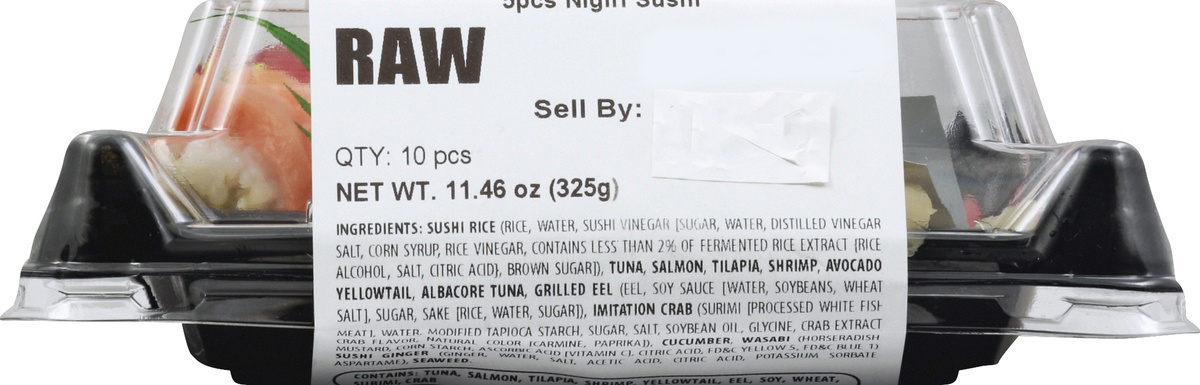 5pcs Nigiri Sushi
RAW
Sell By:
QTY: 10 pcs
NET WT. 11.46 oz (325g)
INGREDIENTS: SUSHI RICE (RICE, WATER, SUSHI VINEGAR [SUGAR, WATER, DISTILLED VINEGAR
SALT, CORN SYRUP, RICE VINEGAR, CONTAINS LESS THAN 2% OF FERMENTED RICE EXTRACT {RICE
ALCOHOL, SALT, CITRIC ACID}, BROWN SUGAR]), TUNA, SALMON, TILAPIA, SHRIMP, AVOCADO
YELLOWTAIL, ALBACORE TUNA, GRILLED EEL (EEL, SOY SAUCE [WATER, SOYBEANS, WHEAT
SALT], SUGAR, SAKE [RICE, WATER, SUGAR]), IMITATION CRAB (SURIMI [PROCESSED WHITE FISH
MEAT], WATER, MODIFIED TAPIOCA STARCH, SUGAR, SALT, SOYBEAN OIL, GLYCINE, CRAB EXTRACT
CRAB FLAVOR, NATURAL COLOR [CARMINE, PAPRIKA]), CUCUMBER, WASABI (HORSERADISH
MUSTARD, CORN STARCH, ASCORBIC ACID [VITAMIN C], CITRIC ACID, FD&C YELLOW 5, FD&C BLUE 1)
SUSHI GINGER (GINGER, WATER, SALT, ACETIC ACID, CITRIC ACID, POTASSIUM SORBATE
ASPARTAME), SEAWEED.
CONTAINS: TUNA, SALMON, TILAPIA, SHRIMP, YELLOWTAIL, EEL, SOY, WHEAT,
SURIMI, CRAB